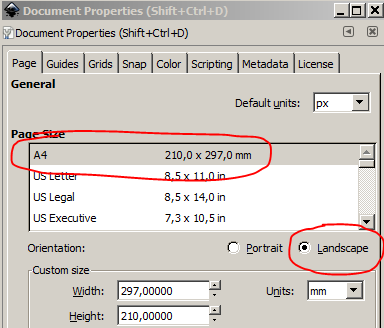 Document Properties (Shift+Ctrl+D)
Document Properties (Shift+Ctrl+D)
Page Guides Grids Snap Color Scripting Metadata License
General
Default units: px
Page Size
A4 210,0 x 297,0 mm
US Letter 8,5 x 11,0 in
US Legal 8,5 x 14,0 in
US Executive 7,3 x 10,5 in
Orientation: Portrait Landscape
Custom size
Width: 297,00000 Units: mm
Height: 210,00000